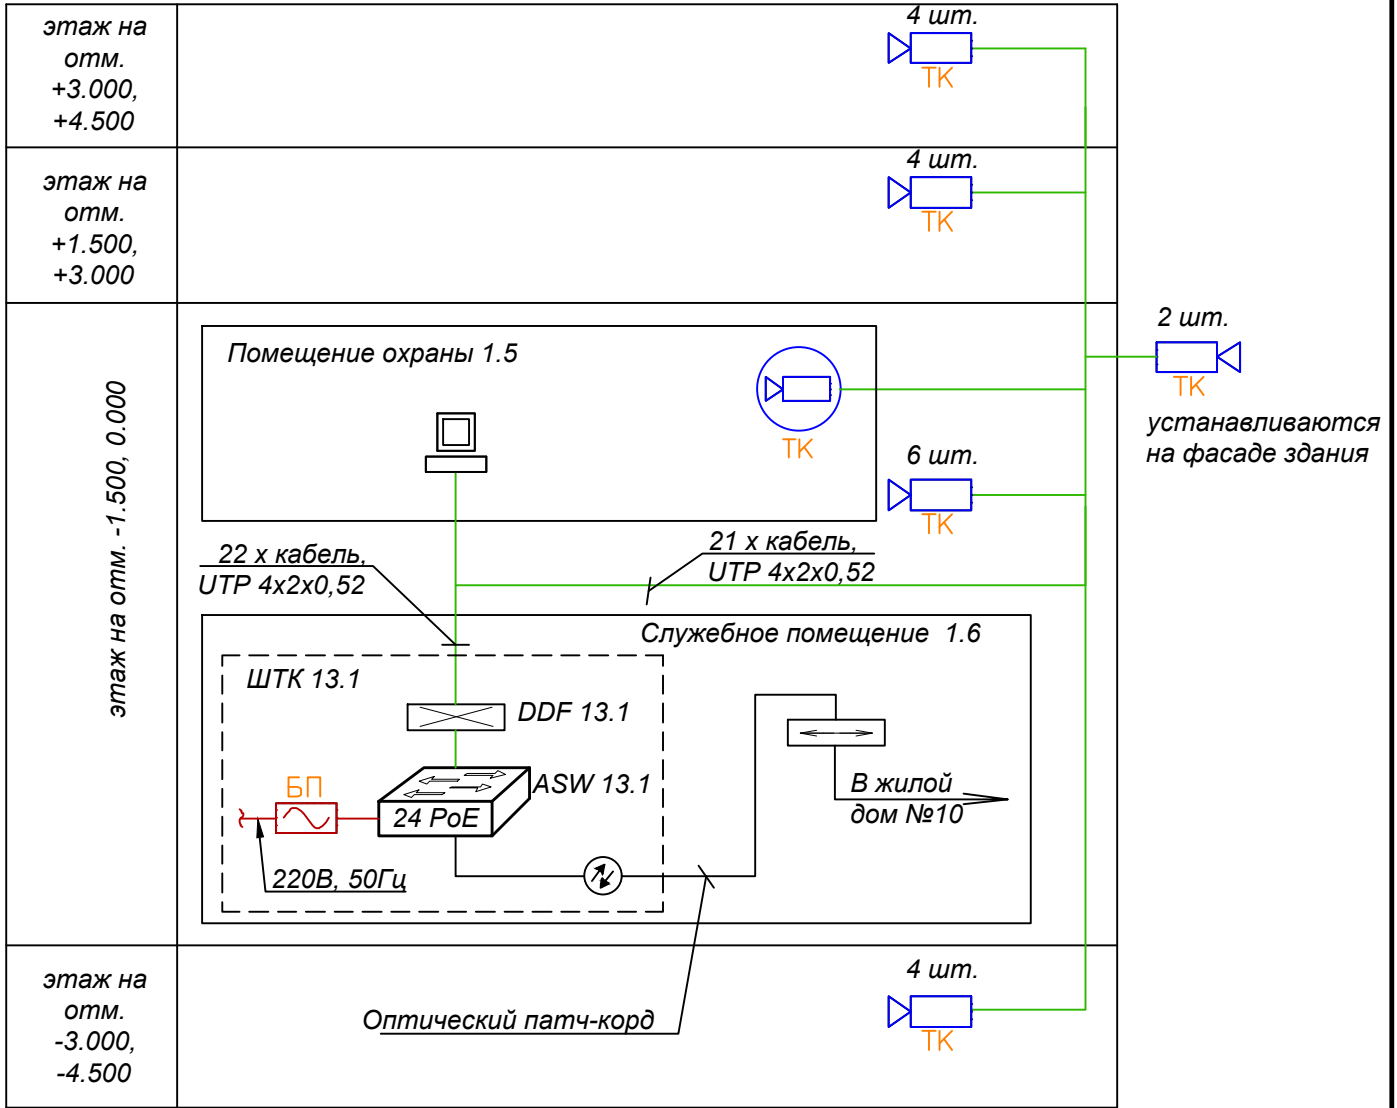 этаж на
отм.
+3.000,
+4.500
4 шт.
ТК
этаж на
отм.
+1.500,
+3.000
4 шт.
ТК
этаж на отм. -1.500, 0.000
Помещение охраны 1.5
ТК
2 шт.
ТК
устанавливаются
на фасаде здания
6 шт.
ТК
22 х кабель,
UTP 4х2х0,52
21 х кабель,
UTP 4х2х0,52
Служебное помещение 1.6
ШТК 13.1
DDF 13.1
ASW 13.1
24 PoE
БП
220В, 50Гц
В жилой
дом №10
этаж на
отм.
-3.000,
-4.500
Оптический патч-корд
4 шт.
ТК